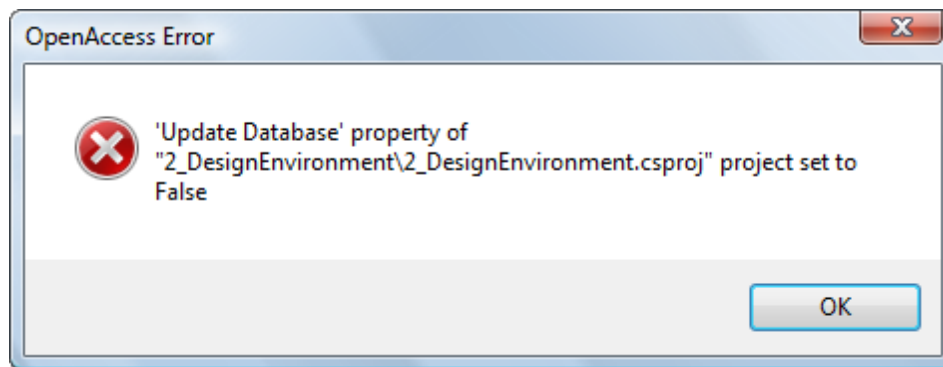 OpenAccess Error
'Update Database' property of
"2_DesignEnvironment\2_DesignEnvironment.csproj" project set to
False
OK